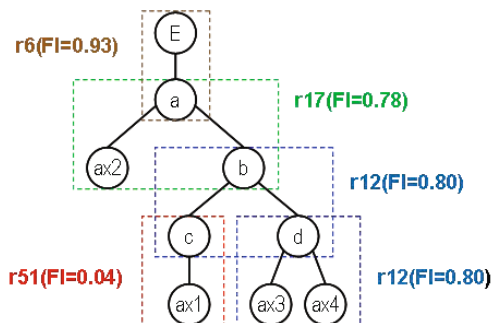 E
r6(FI=0.93)
a
r17(FI=0.78)
ax2
b
r12(FI=0.80)
c
d
r51(FI=0.04)
r12(FI=0.80)
ax1
ax3
ax4